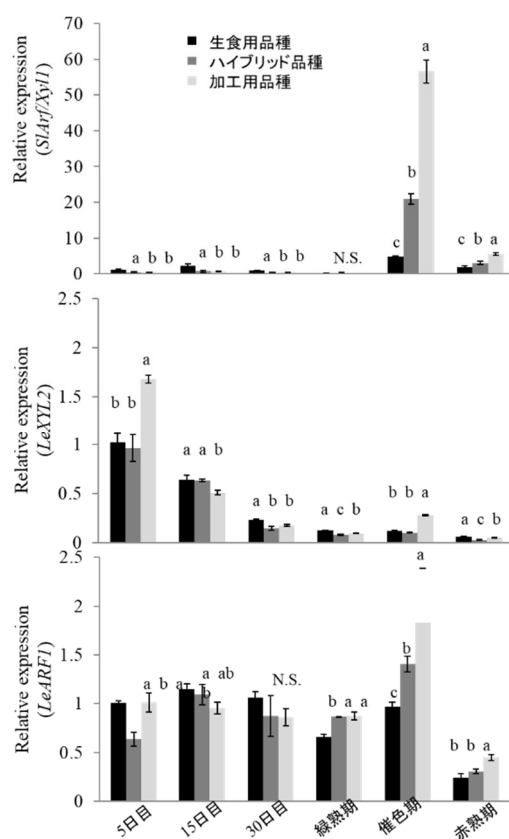 70
60
50
40
30
20
10
0
Relative expression
(SlArf/Xyl1)
生食用品種
ハイブリッド品種
加工用品種
a b b
a b b
a b b
N.S.
c b a
c b a
2.5
2
1.5
1
0.5
0
Relative expression
(LeXYL2)
b b a
a a b
a b b
a c b
b b a
a c b
2.5
2
1.5
1
0.5
0
Relative expression
(LeARF1)
a b a
a b ab
N.S.
b a a
c b a
b b a
5日目
15日目
30日目
緑熟期
催色期
赤熟期